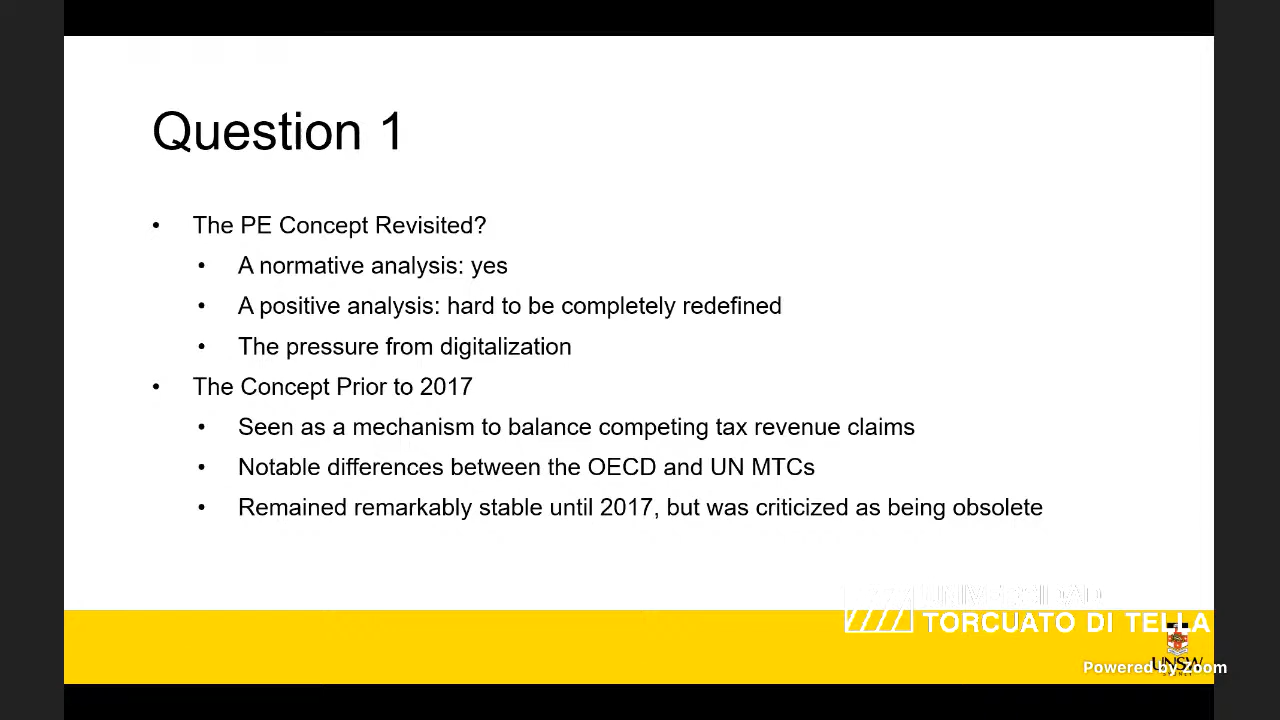 Question 1
• The PE Concept Revisited?
• A normative analysis: yes
• A positive analysis: hard to be completely redefined
• The pressure from digitalization
• The Concept Prior to 2017
• Seen as a mechanism to balance competing tax revenue claims
• Notable differences between the OECD and UN MTCs
• Remained remarkably stable until 2017, but was criticized as being obsolete
UNIVERSIDAD
TORCUATO DI TELLA
UNSW
Powered by Zoom